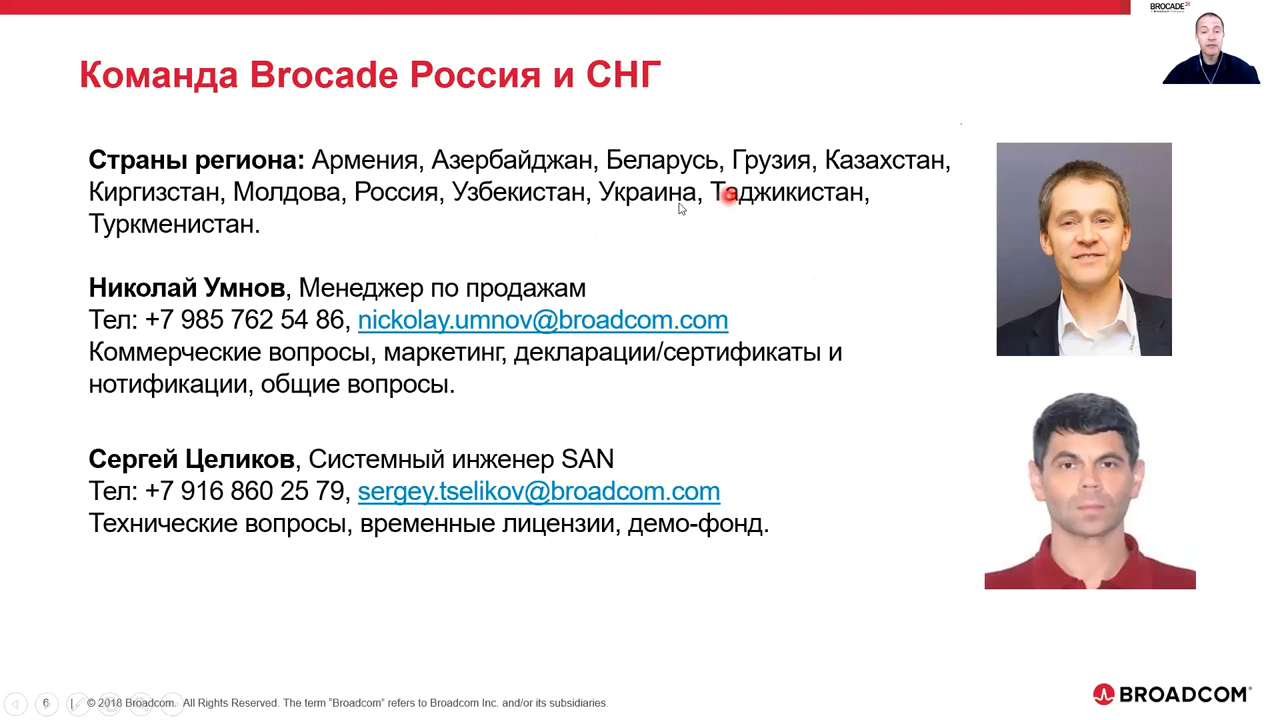 BROCADE
Команда Brocade Россия и СНГ
Страны региона: Армения, Азербайджан, Беларусь, Грузия, Казахстан,
Киргизстан, Молдова, Россия, Узбекистан, Украина, Таджикистан,
Туркменистан.
Николай Умнов, Менеджер по продажам
Тел: +7 985 762 54 86, nickolay.umnov@broadcom.com
Коммерческие вопросы, маркетинг, декларации/сертификаты и
нотификации, общие вопросы.
Сергей Целиков, Системный инженер SAN
Тел: +7 916 860 25 79, sergey.tselikov@broadcom.com
Технические вопросы, временные лицензии, демо-фонд.
6 | © 2018 Broadcom. All Rights Reserved. The term “Broadcom” refers to Broadcom Inc. and/or its subsidiaries.
BROADCOM